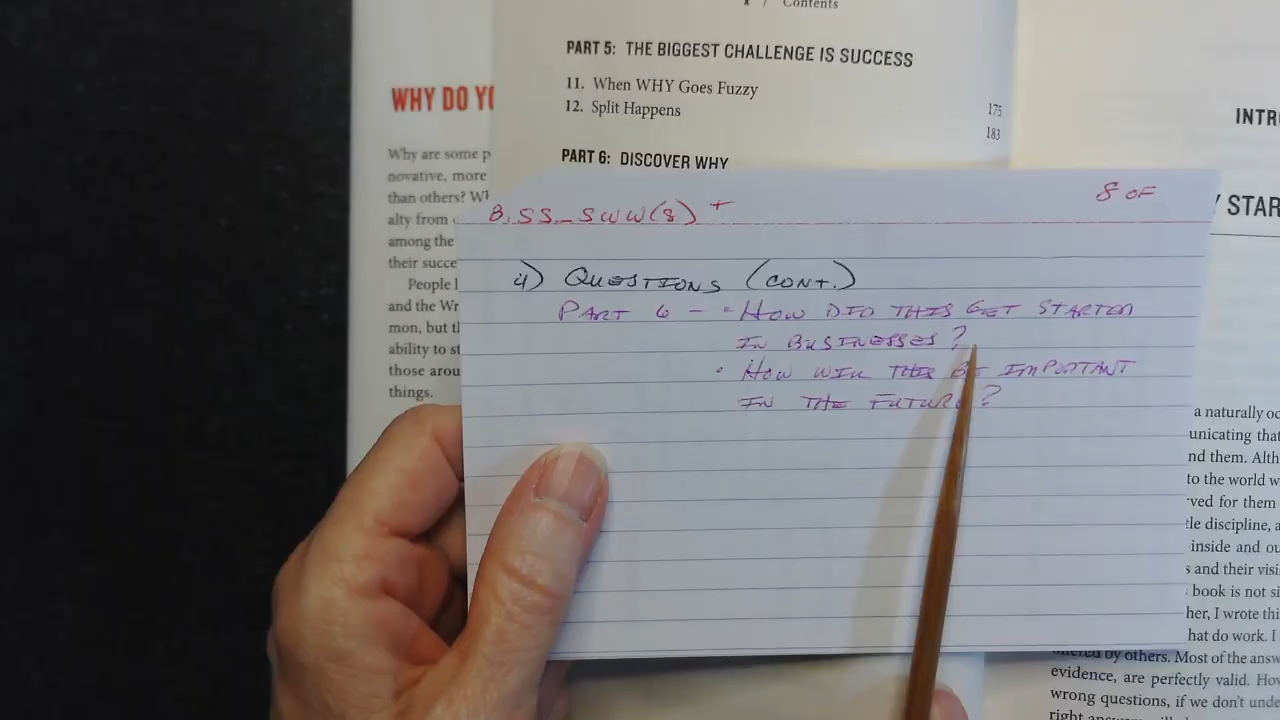 x / Contents
PART 5: THE BIGGEST CHALLENGE IS SUCCESS
11. When WHY Goes Fuzzy 175
12. Split Happens 183
PART 6: DISCOVER WHY
WHY DO YO
Why are some p
novative, more
than others? Wh
alty from
among the
their succe
People l
and the Wr
mon, but t
ability to st
those arou
things.
B. SS_SWW(S) +
8 OF
4) QUESTIONS (CONT.)
PART 6 - • HOW DID THIS GET STARTED
IN BUSINESSES?
• HOW WILL THIS BE IMPORTANT
IN THE FUTURE?
INTR
Y STAR
a naturally oc
unicating that
nd them. Alth
to the world w
rved for them
tle discipline, a
inside and ou
s and their visi
book is not si
her, I wrote thi
hat do work. I
offered by others. Most of the answ
evidence, are perfectly valid. How
wrong questions, if we don't unde
right